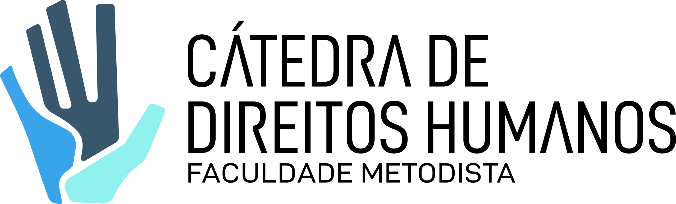 CÁTEDRA DE
DIREITOS HUMANOS
FACULDADE METODISTA